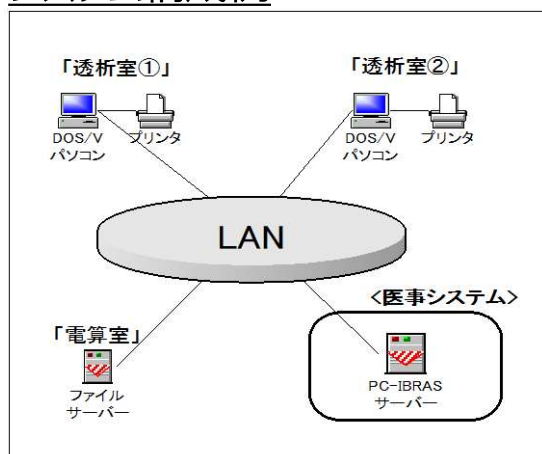 「透析室①」
「透析室②」
DOS/V
パソコン
プリンタ
DOS/V
パソコン
プリンタ
LAN
<医事システム>
「電算室」
ファイル
サーバー
PC-IBRAS
サーバー